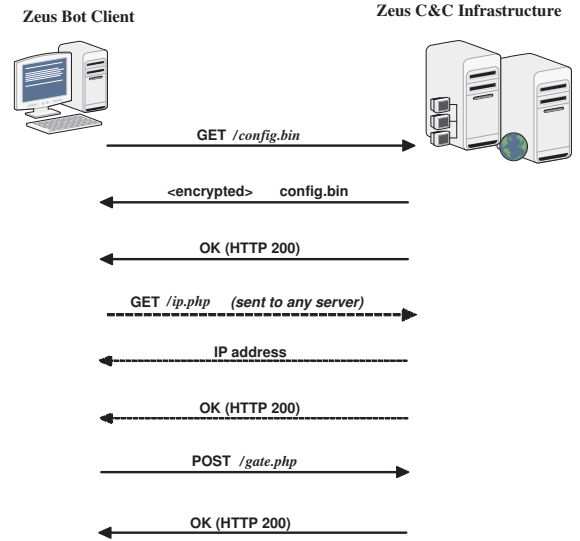 Zeus Bot Client
Zeus C&C Infrastructure
GET /config.bin
<encrypted> config.bin
OK (HTTP 200)
GET /ip.php (sent to any server)
IP address
OK (HTTP 200)
POST /gate.php
OK (HTTP 200)